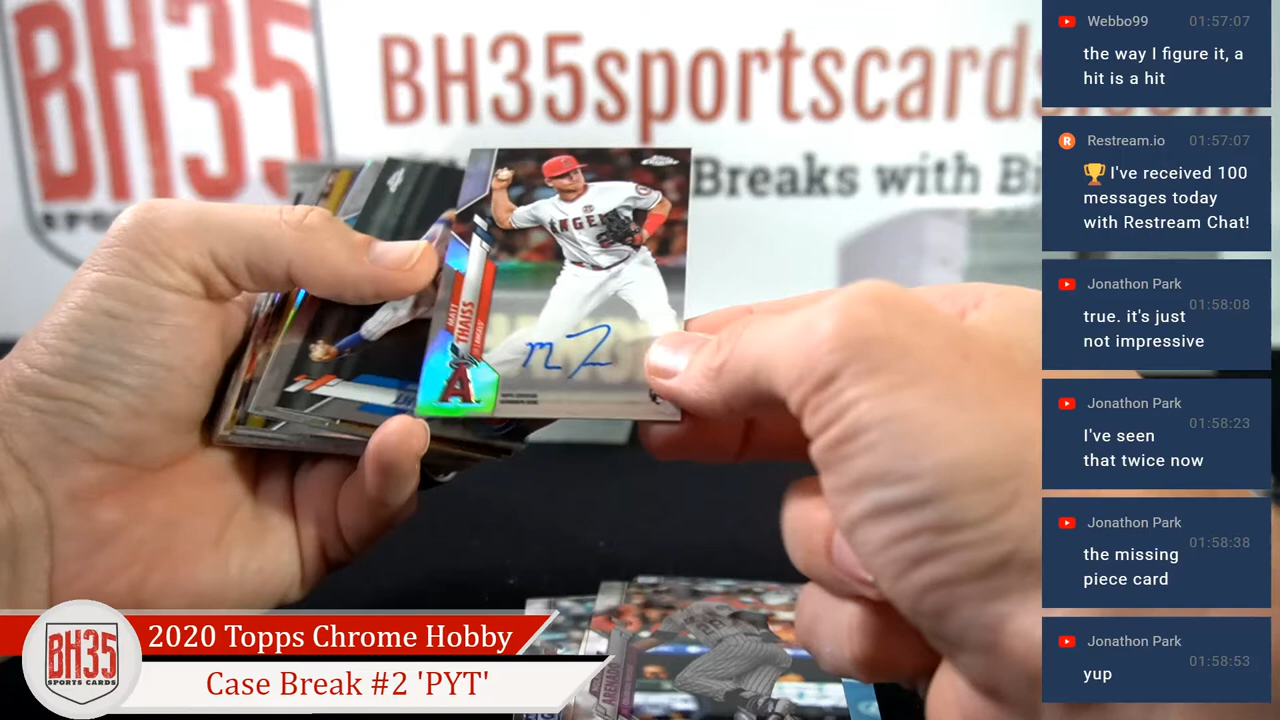 BH35
SPORTS
BH35sportscards.com
Breaks with B
ANGEL
MATT
THAISS
ANGELS
A
ARENADO
BH35
SPORTS CARDS
2020 Topps Chrome Hobby
Case Break #2 'PYT'
Webbo99 01:57:07
the way I figure it, a
hit is a hit
Restream.io 01:57:07
🏆 I've received 100
messages today
with Restream Chat!
Jonathon Park 01:58:08
true. it's just
not impressive
Jonathon Park 01:58:23
I've seen
that twice now
Jonathon Park 01:58:38
the missing
piece card
Jonathon Park 01:58:53
yup